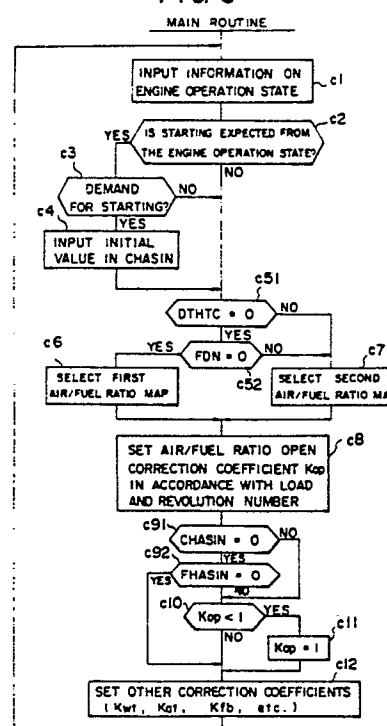 MAIN ROUTINE
INPUT INFORMATION ON
ENGINE OPERATION STATE
c1
c2
IS STARTING EXPECTED FROM
THE ENGINE OPERATION STATE?
YES
NO
c3
DEMAND
FOR STARTING?
NO
YES
c4
INPUT INITIAL
VALUE IN CHASIN
c51
DTHTC = 0
NO
YES
c6
YES
FDN = 0
NO
c52
c7
SELECT FIRST
AIR/FUEL RATIO MAP
SELECT SECOND
AIR/FUEL RATIO MAP
c8
SET AIR/FUEL RATIO OPEN
CORRECTION COEFFICIENT Kop
IN ACCORDANCE WITH LOAD
AND REVOLUTION NUMBER
c91
CHASIN = 0
NO
YES
c92
YES
FHASIN = 0
NO
c10
Kop < 1
YES
NO
c11
Kop = 1
c12
SET OTHER CORRECTION COEFFICIENTS
(Kwt, Kat, Kfb, etc.)